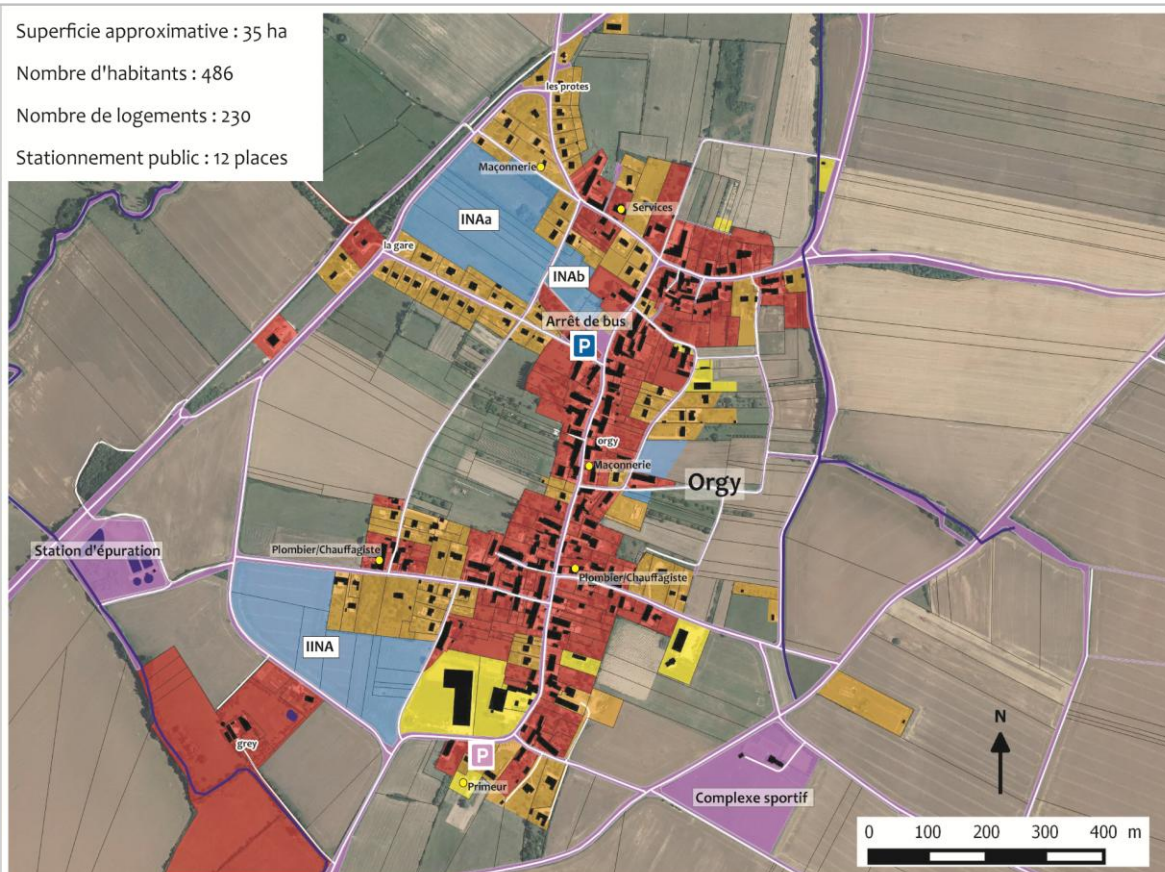 Superficie approximative : 35 ha
Nombre d'habitants : 486
Nombre de logements : 230
Stationnement public : 12 places
les protes
Maçonnerie
Services
INAa
la gare
INAb
Arrêt de bus
P
orgy
Maçonnerie
Orgy
Station d'épuration
Plombier/Chauffagiste
Plombier/Chauffagiste
IINA
grey
P
Primeur
Complexe sportif
N
0 100 200 300 400 m